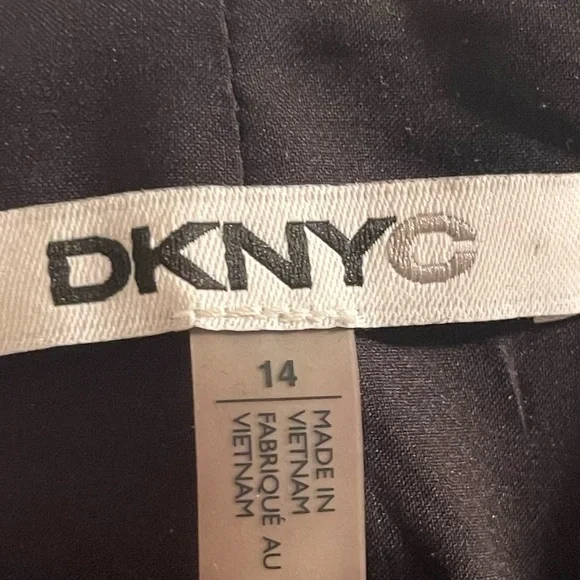 DKNYC
14
MADE IN
VIETNAM
FABRIQUÉ AU
VIETNAM